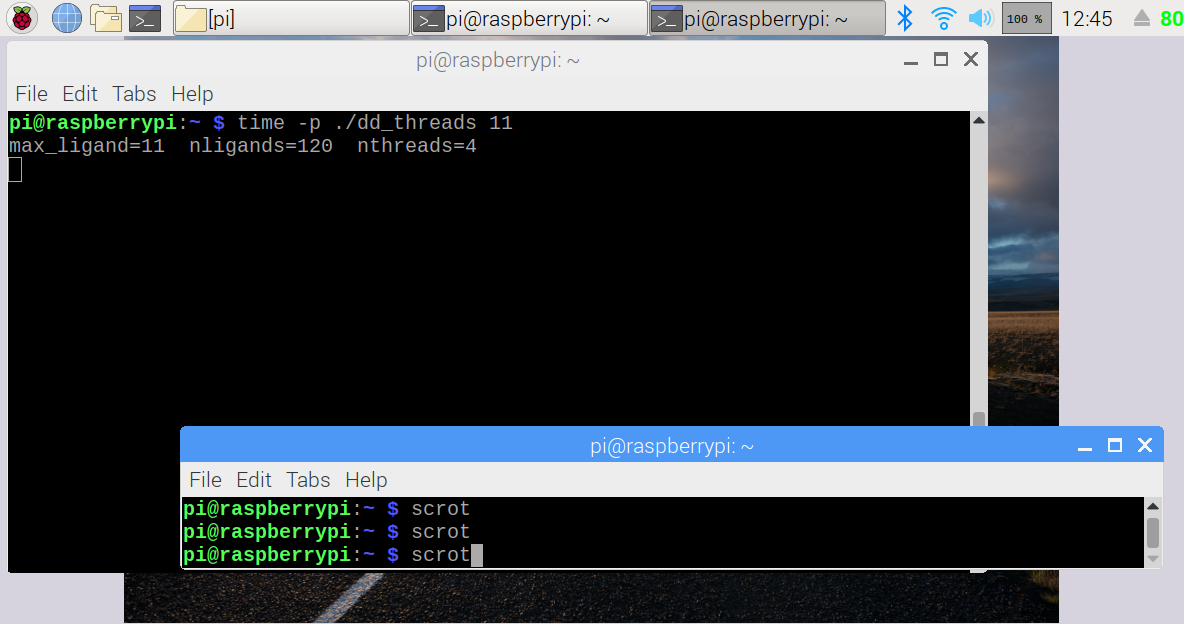 [pi] pi@raspberrypi: ~ pi@raspberrypi: ~ 100 % 12:45 80
pi@raspberrypi: ~
File Edit Tabs Help
pi@raspberrypi:~ $ time -p ./dd_threads 11
max_ligand=11  nligands=120  nthreads=4
pi@raspberrypi: ~
File Edit Tabs Help
pi@raspberrypi:~ $ scrot
pi@raspberrypi:~ $ scrot
pi@raspberrypi:~ $ scrot